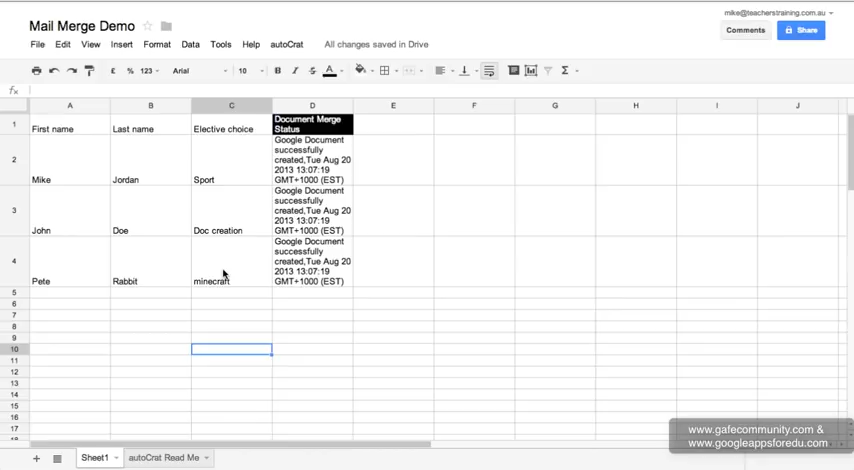 mike@teacherstraining.com.au
Mail Merge Demo
Comments
Share
File Edit View Insert Format Data Tools Help autoCrat All changes saved in Drive
£ % 123 Arial 10 B I S A Σ
fx
A B C D E F G H I J
1 First name Last name Elective choice Document Merge
Status
2 Mike Jordan Sport Google Document
successfully
created,Tue Aug 20
2013 13:07:19
GMT+1000 (EST)
3 John Doe Doc creation Google Document
successfully
created,Tue Aug 20
2013 13:07:19
GMT+1000 (EST)
4 Pete Rabbit minecraft Google Document
successfully
created,Tue Aug 20
2013 13:07:19
GMT+1000 (EST)
5
6
7
8
9
10
11
12
13
14
15
16
17
www.gafecommunity.com &
www.googleappsforedu.com
+ Sheet1 autoCrat Read Me